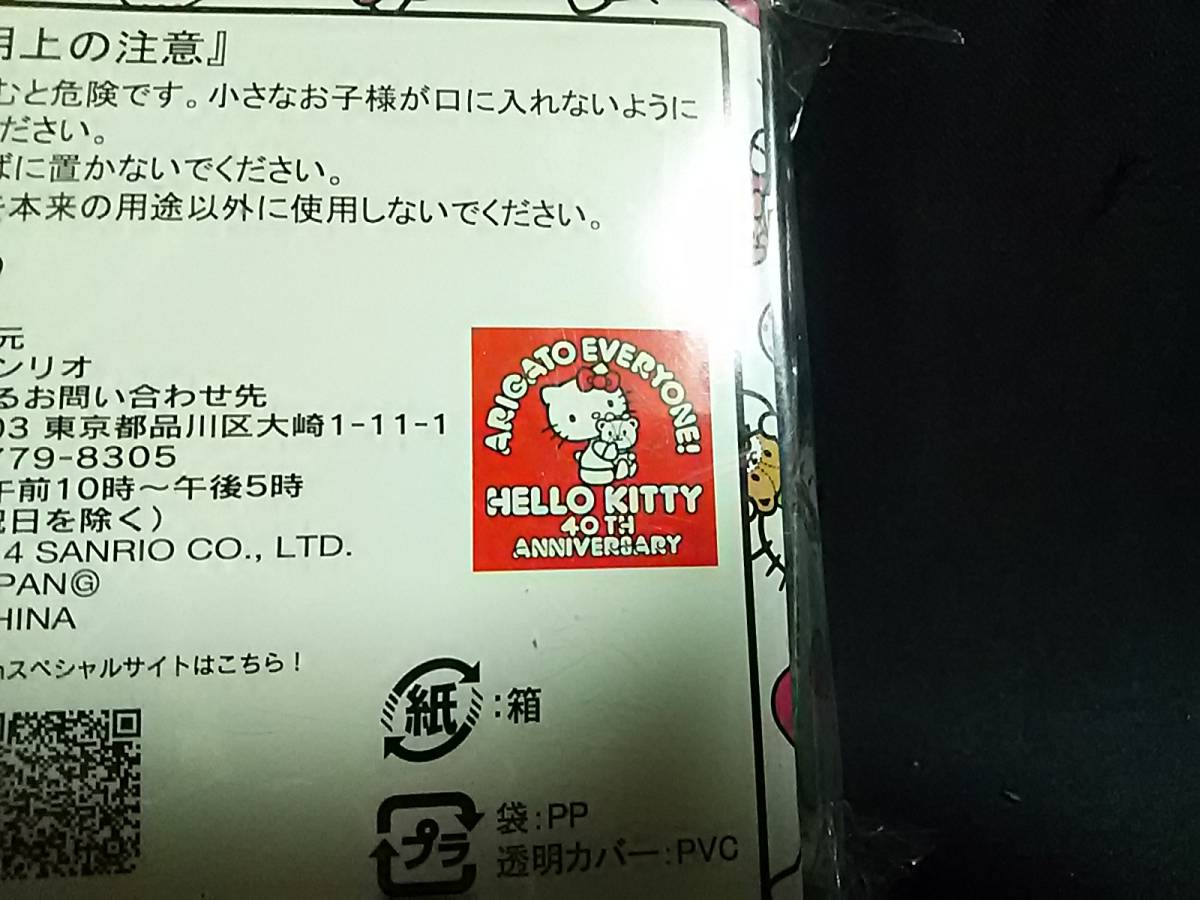 用上の注意』
むと危険です。小さなお子様が口に入れないように
ださい。
ばに置かないでください。
を本来の用途以外に使用しないでください。
元
ンリオ
るお問い合わせ先
03 東京都品川区大崎1-11-1
779-8305
午前10時～午後5時
祝日を除く）
4 SANRIO CO., LTD.
PANⒼ
HINA
スペシャルサイトはこちら！
ARIGATO EVERYONE!
HELLO KITTY
40TH
ANNIVERSARY
紙:箱
プラ
袋:PP
透明カバー:PVC